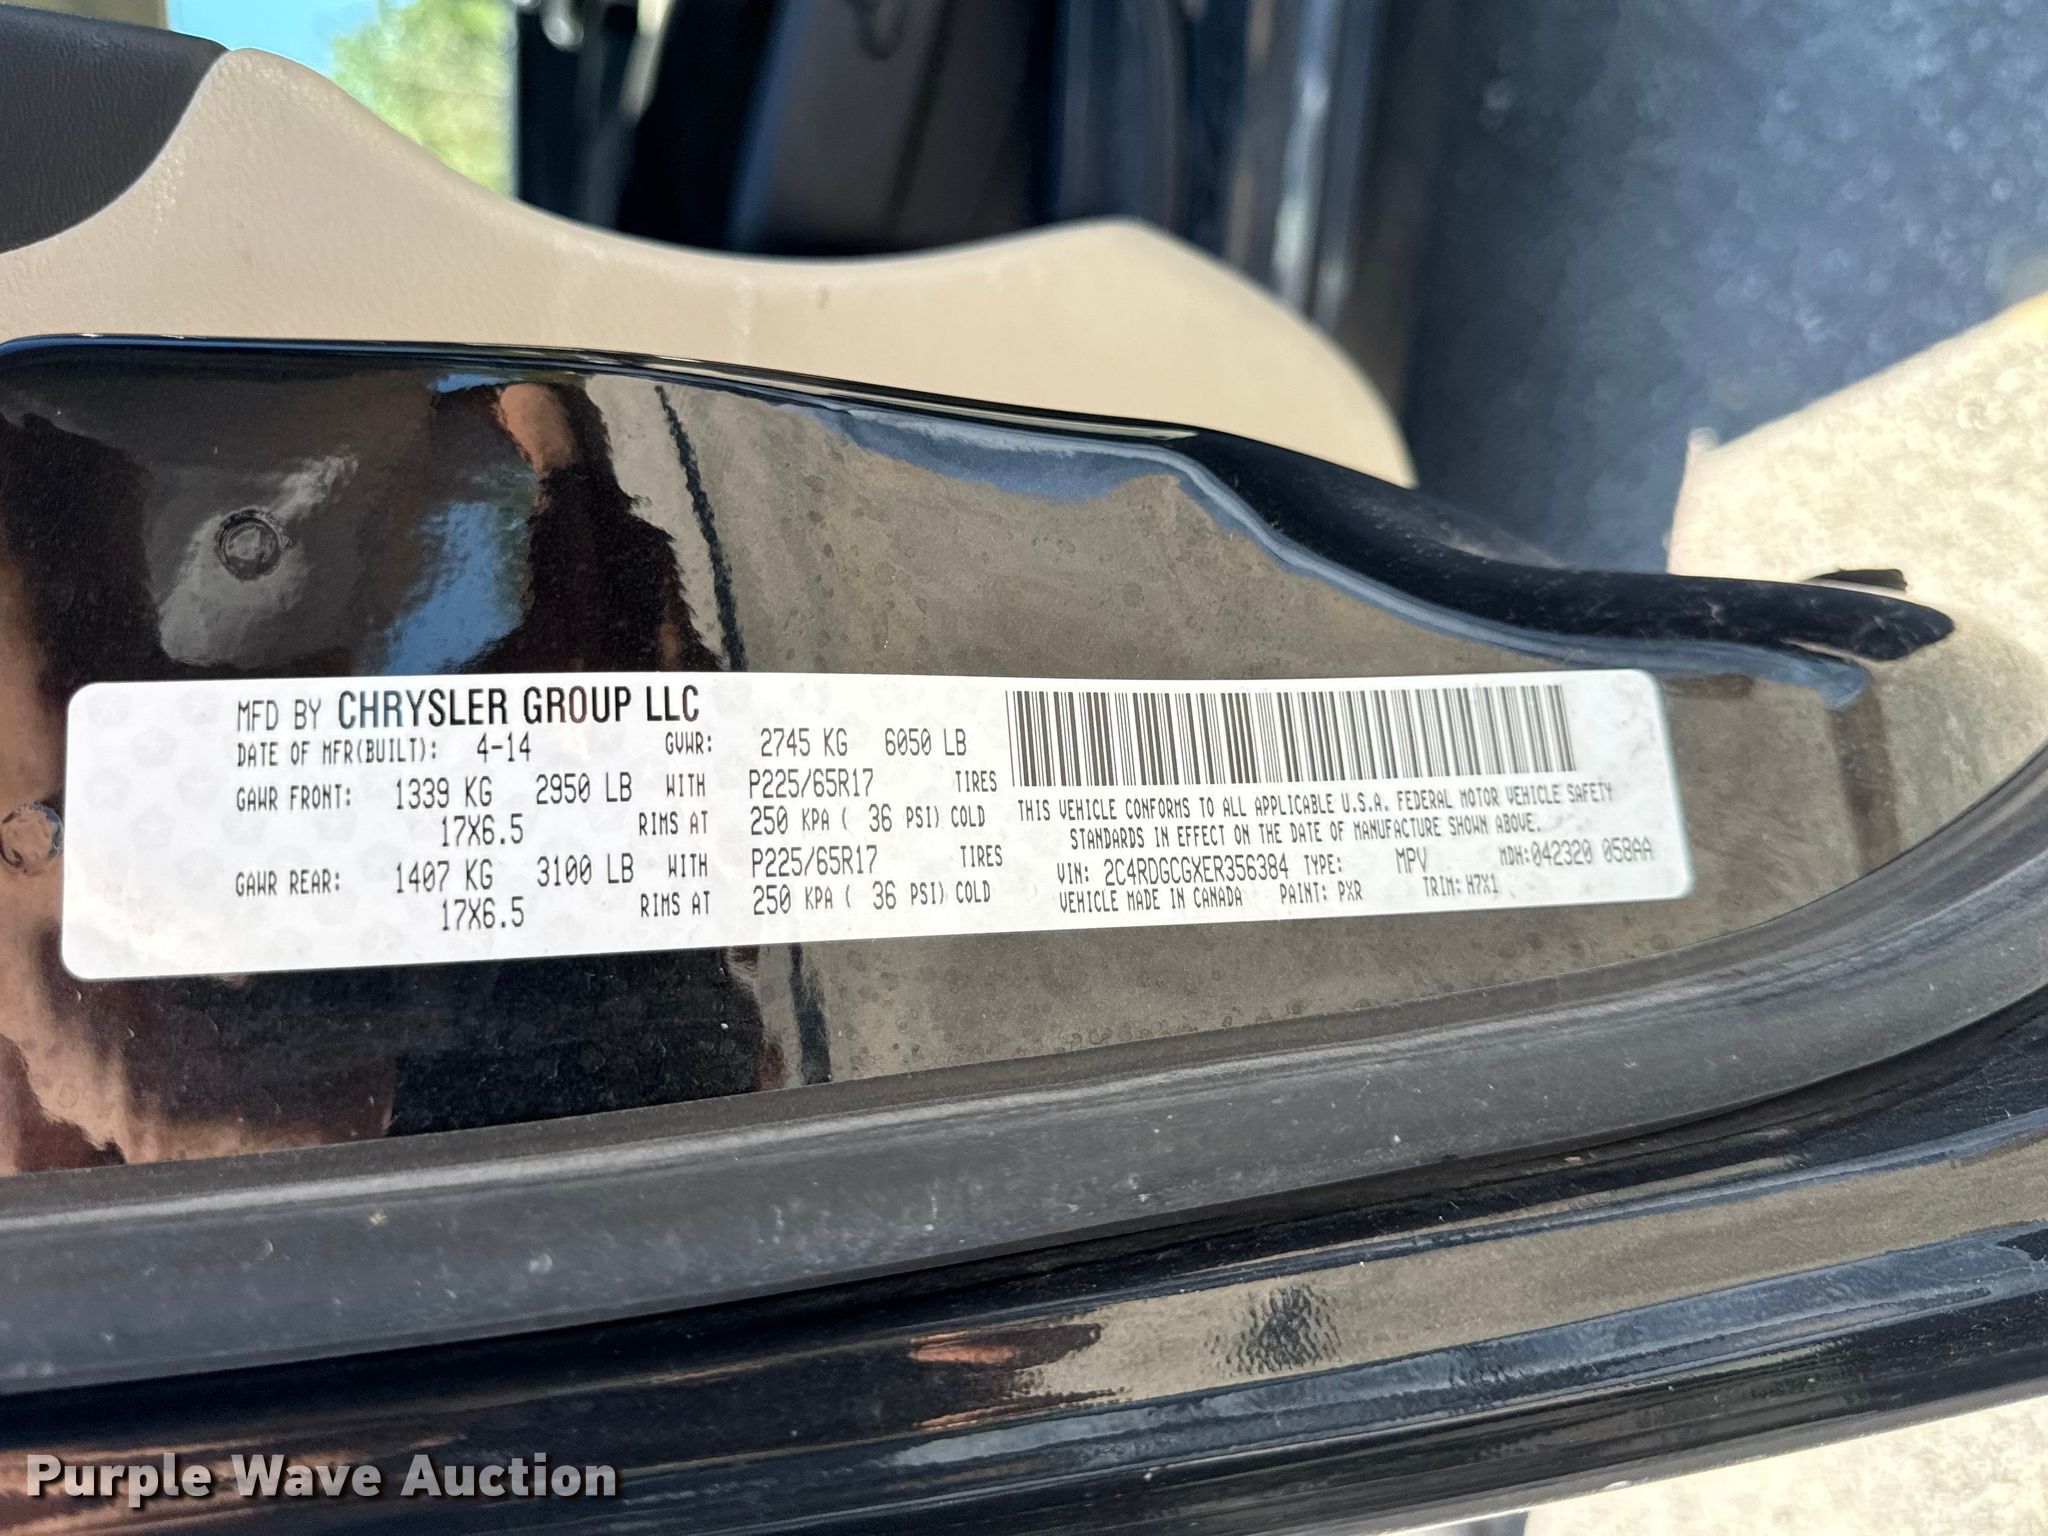 MFD BY CHRYSLER GROUP LLC
DATE OF MFR(BUILT): 4-14 GVWR: 2745 KG 6050 LB
GAWR FRONT: 1339 KG 2950 LB WITH P225/65R17 TIRES
17X6.5 RIMS AT 250 KPA ( 36 PSI) COLD
GAWR REAR: 1407 KG 3100 LB WITH P225/65R17 TIRES
17X6.5 RIMS AT 250 KPA ( 36 PSI) COLD
THIS VEHICLE CONFORMS TO ALL APPLICABLE U.S.A. FEDERAL MOTOR VEHICLE SAFETY
STANDARDS IN EFFECT ON THE DATE OF MANUFACTURE SHOWN ABOVE.
VIN: 2C4RDGCGXER356384 TYPE: MPV MDH:042320 058AA
VEHICLE MADE IN CANADA PAINT: PXR TRIM: H7X1
Purple Wave Auction